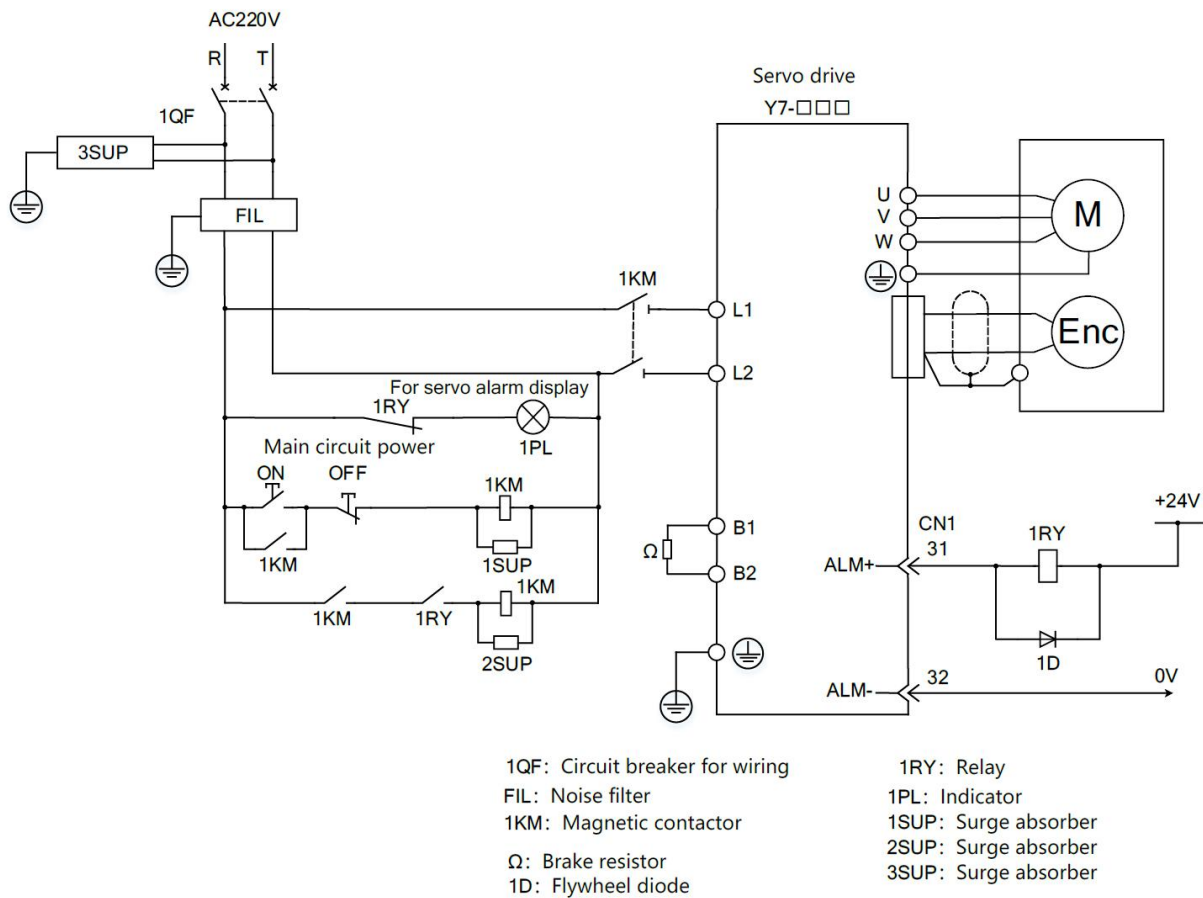 AC220V
R T
1QF
3SUP
FIL
Servo drive
Y7-□□□
U
V
W
M
Enc
1KM
L1
L2
For servo alarm display
1RY
1PL
Main circuit power
ON OFF
1KM
1KM
1SUP
1KM
1KM 1RY
2SUP
Ω
B1
B2
CN1
ALM+ 31
1RY
+24V
1D
ALM- 32
0V
1QF: Circuit breaker for wiring
FIL: Noise filter
1KM: Magnetic contactor
Ω: Brake resistor
1D: Flywheel diode
1RY: Relay
1PL: Indicator
1SUP: Surge absorber
2SUP: Surge absorber
3SUP: Surge absorber